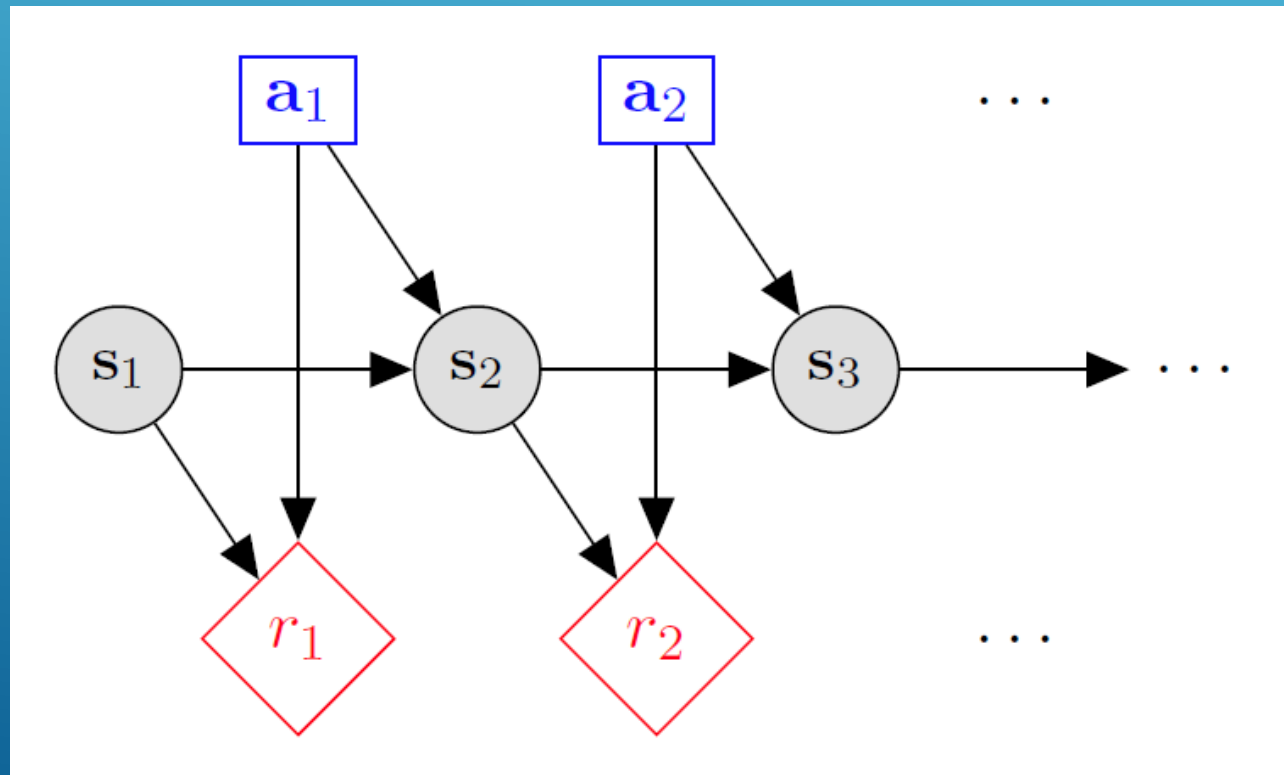 a₁ a₂ ...
s₁ s₂ s₃ ...
r₁ r₂ ...